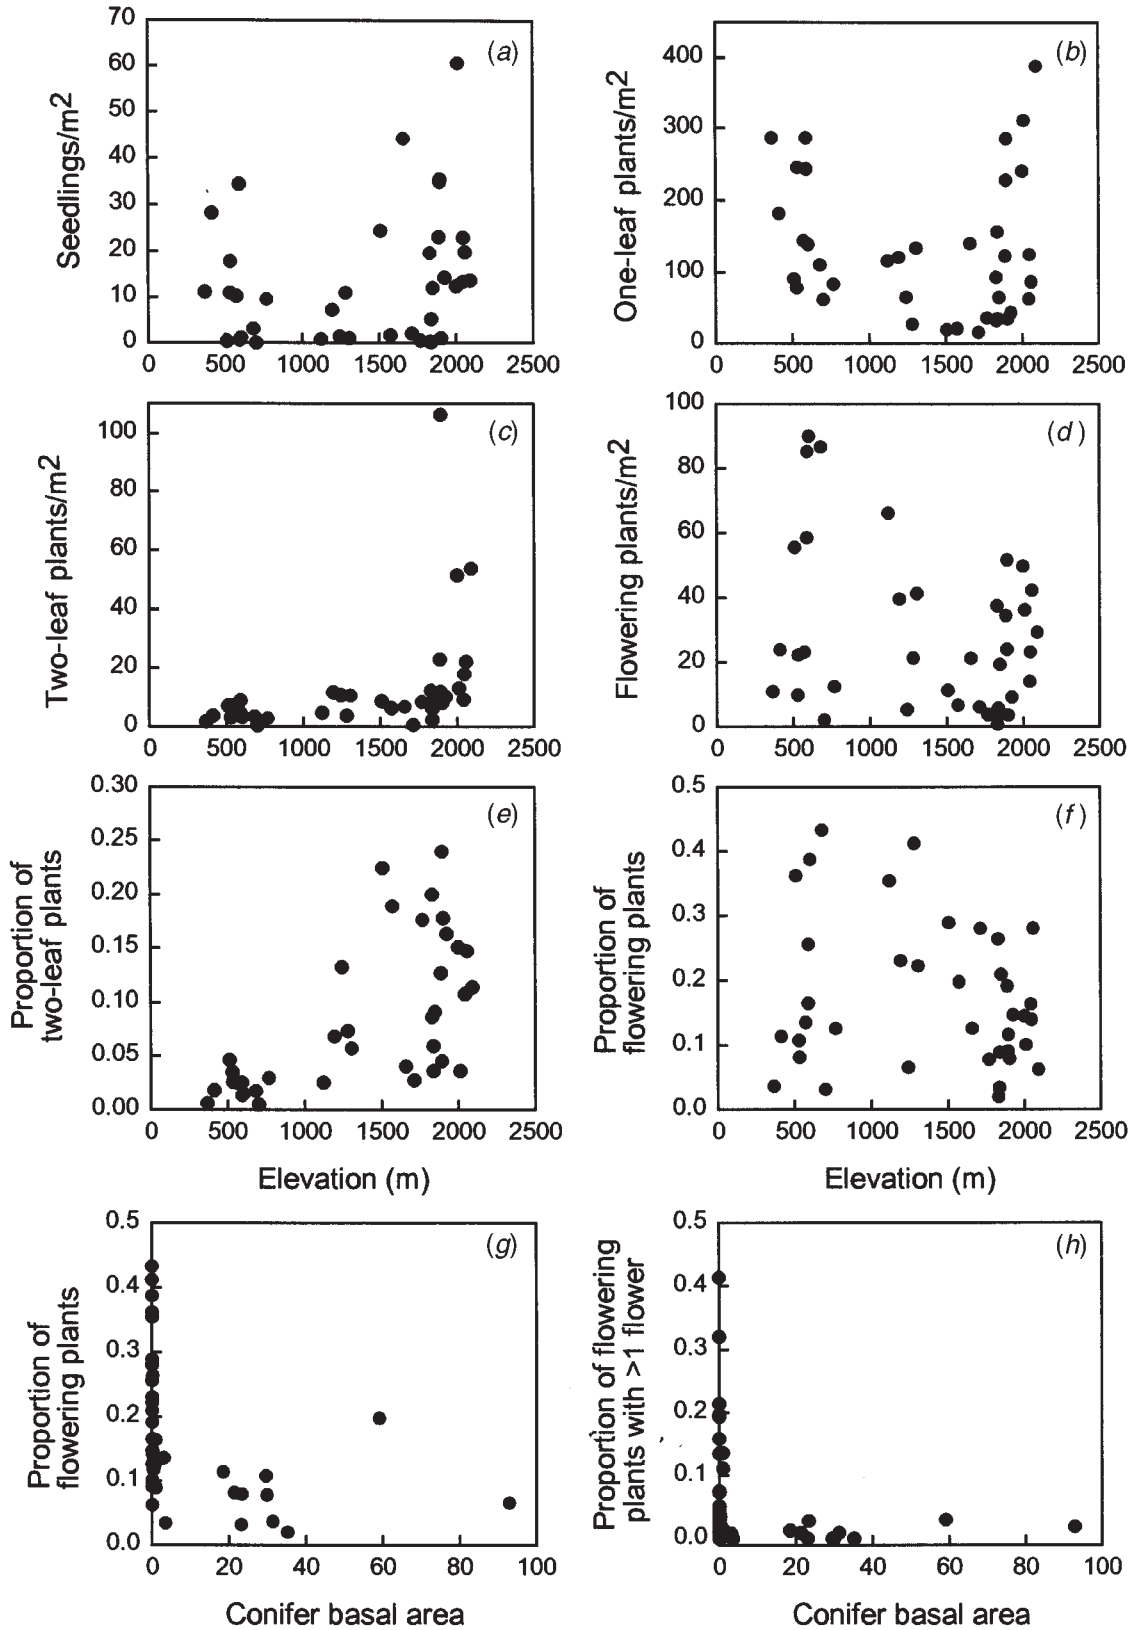 (a)
Seedlings/m2
70
60
50
40
30
20
10
0
0 500 1000 1500 2000 2500
(b)
One-leaf plants/m2
400
300
200
100
0
0 500 1000 1500 2000 2500
(c)
Two-leaf plants/m2
100
80
60
40
20
0
0 500 1000 1500 2000 2500
(d)
Flowering plants/m2
100
80
60
40
20
0
0 500 1000 1500 2000 2500
(e)
Proportion of
two-leaf plants
0.30
0.25
0.20
0.15
0.10
0.05
0.00
0 500 1000 1500 2000 2500
Elevation (m)
(f)
Proportion of
flowering plants
0.5
0.4
0.3
0.2
0.1
0.0
0 500 1000 1500 2000 2500
Elevation (m)
(g)
Proportion of
flowering plants
0.5
0.4
0.3
0.2
0.1
0.0
0 20 40 60 80 100
Conifer basal area
(h)
Proportion of flowering
plants with >1 flower
0.5
0.4
0.3
0.2
0.1
0.0
0 20 40 60 80 100
Conifer basal area